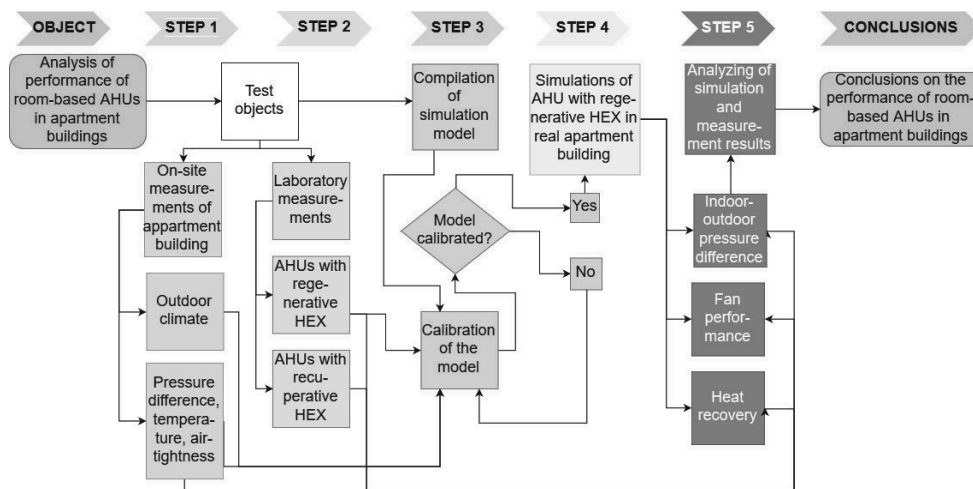 OBJECT
STEP 1
STEP 2
STEP 3
STEP 4
STEP 5
CONCLUSIONS
Analysis of
performance of
room-based AHUs
in apartment
buildings
Test
objects
Compilation
of simulation
model
Simulations of
AHU with rege-
nerative HEX in
real apartment
building
Analyzing of
simulation
and
measure-
ment results
Conclusions on the
performance of room-
based AHUs in
apartment buildings
On-site
measure-
ments of
appartment
building
Laboratory
measure-
ments
Model
calibrated?
Yes
No
Indoor-
outdoor
pressure
difference
Outdoor
climate
AHUs with
rege-
nerative
HEX
Calibration
of the
model
Fan
perfor-
mance
Pressure
difference,
tempera-
ture, air-
tightness
AHUs with
recu-
perative
HEX
Heat
recovery